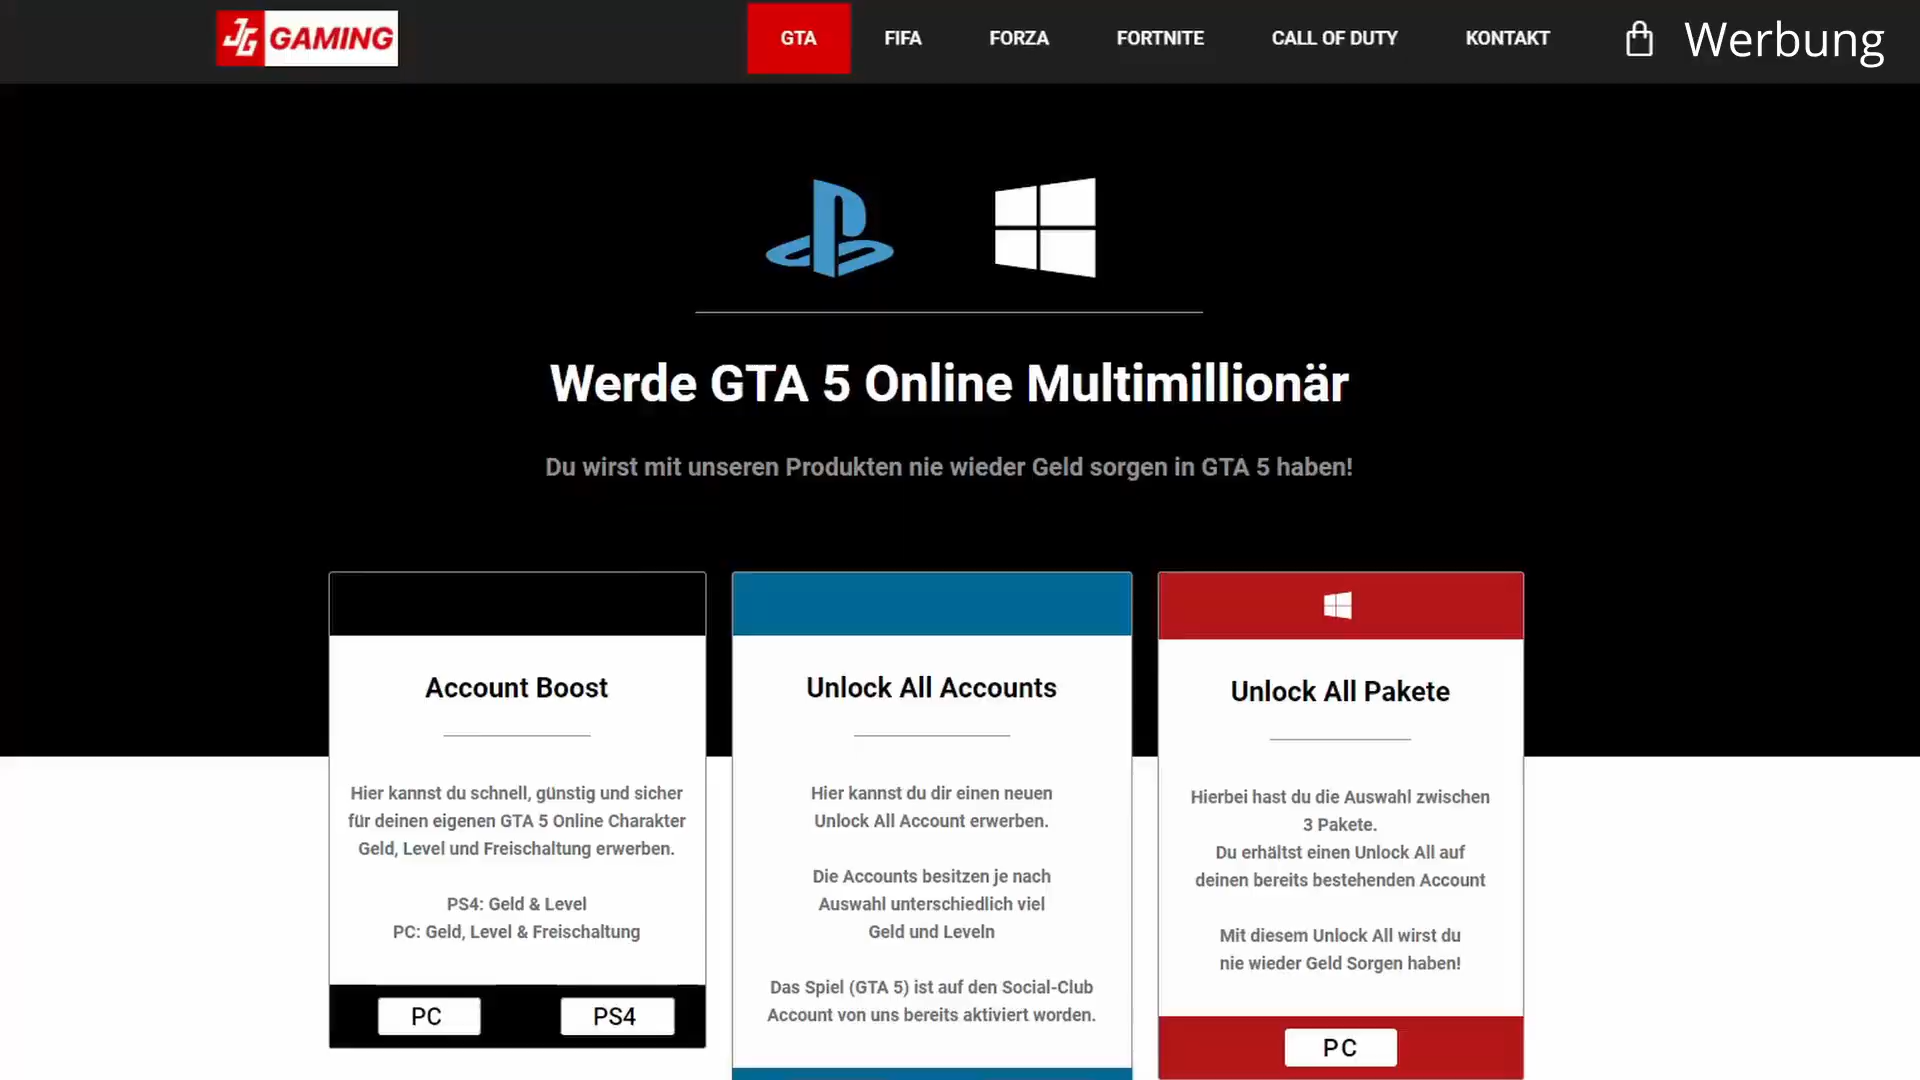 JG GAMING
GTA
FIFA
FORZA
FORTNITE
CALL OF DUTY
KONTAKT
Werbung
Werde GTA 5 Online Multimillionär
Du wirst mit unseren Produkten nie wieder Geld sorgen in GTA 5 haben!
Account Boost
Hier kannst du schnell, günstig und sicher
für deinen eigenen GTA 5 Online Charakter
Geld, Level und Freischaltung erwerben.
PS4: Geld & Level
PC: Geld, Level & Freischaltung
PC
PS4
Unlock All Accounts
Hier kannst du dir einen neuen
Unlock All Account erwerben.
Die Accounts besitzen je nach
Auswahl unterschiedlich viel
Geld und Leveln
Das Spiel (GTA 5) ist auf den Social-Club
Account von uns bereits aktiviert worden.
Unlock All Pakete
Hierbei hast du die Auswahl zwischen
3 Pakete.
Du erhältst einen Unlock All auf
deinen bereits bestehenden Account
Mit diesem Unlock All wirst du
nie wieder Geld Sorgen haben!
PC